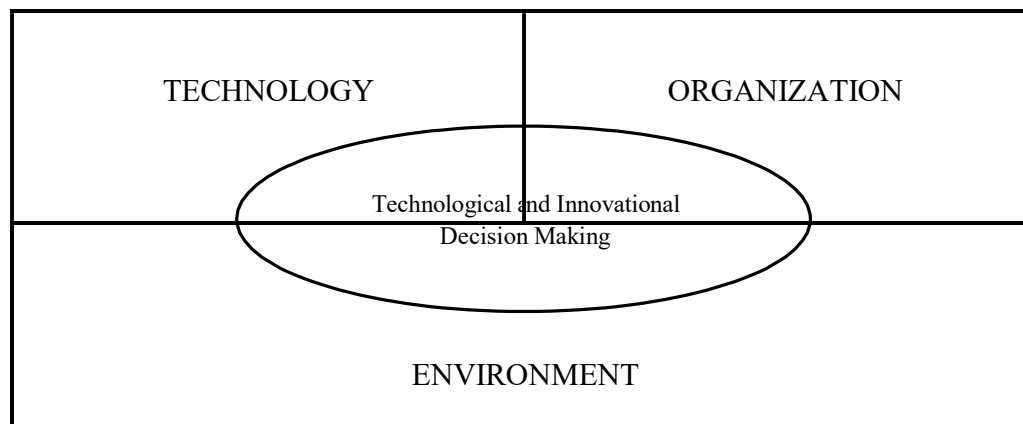 TECHNOLOGY
ORGANIZATION
Technological and Innovational
Decision Making
ENVIRONMENT